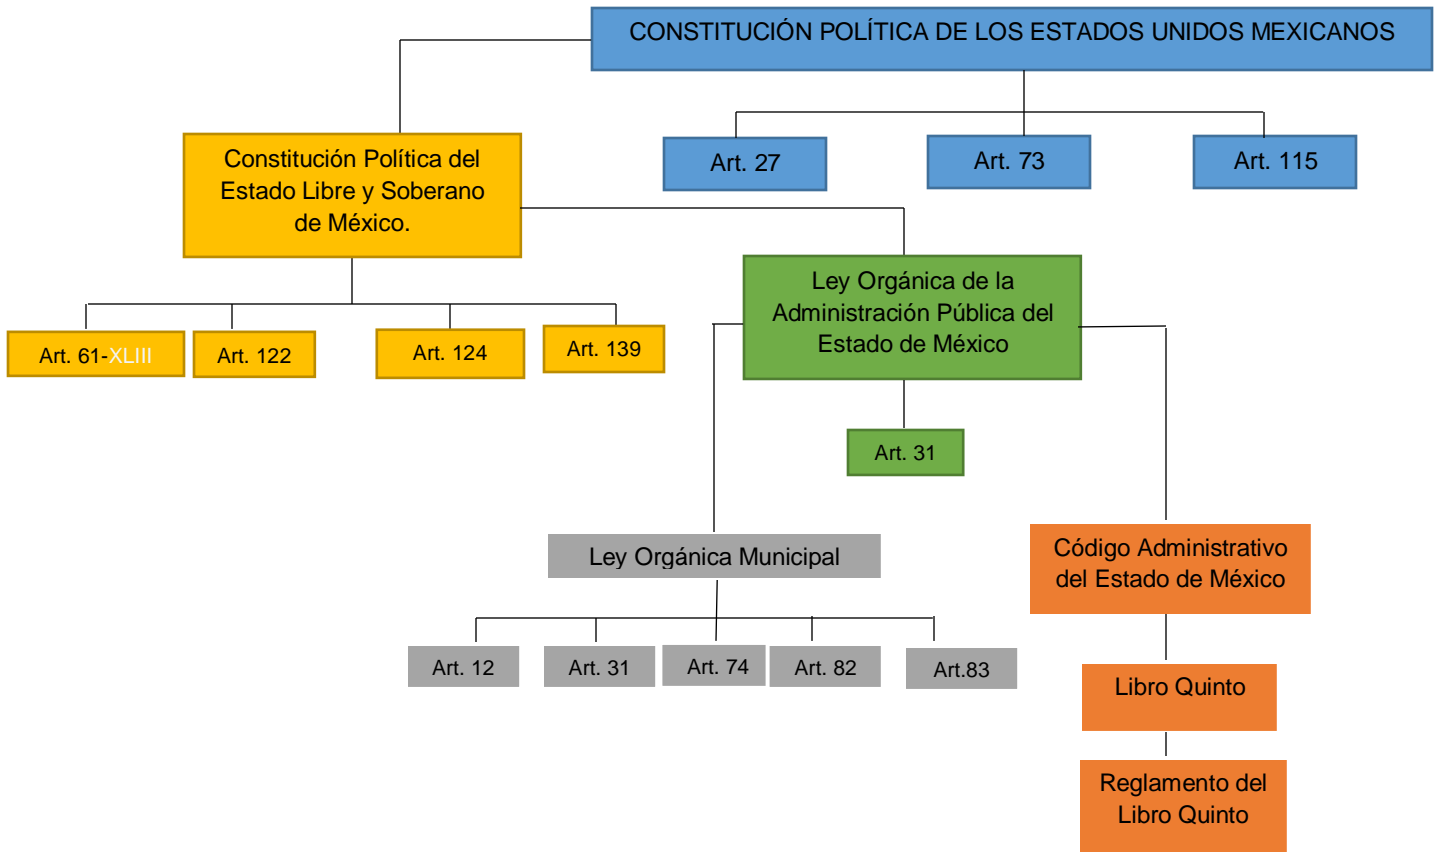 CONSTITUCIÓN POLÍTICA DE LOS ESTADOS UNIDOS MEXICANOS
Art. 27
Art. 73
Art. 115
Constitución Política del
Estado Libre y Soberano
de México.
Art. 61-XLIII
Art. 122
Art. 124
Art. 139
Ley Orgánica de la
Administración Pública del
Estado de México
Art. 31
Ley Orgánica Municipal
Art. 12
Art. 31
Art. 74
Art. 82
Art.83
Código Administrativo
del Estado de México
Libro Quinto
Reglamento del
Libro Quinto